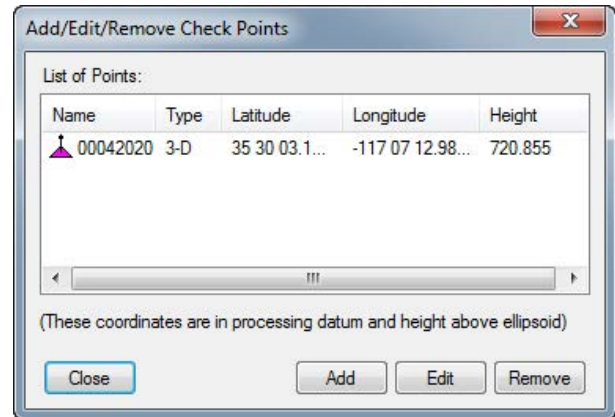 Add/Edit/Remove Check Points
List of Points:
Name Type Latitude Longitude Height
00042020 3-D 35 30 03.1... -117 07 12.98... 720.855
(These coordinates are in processing datum and height above ellipsoid)
Close Add Edit Remove